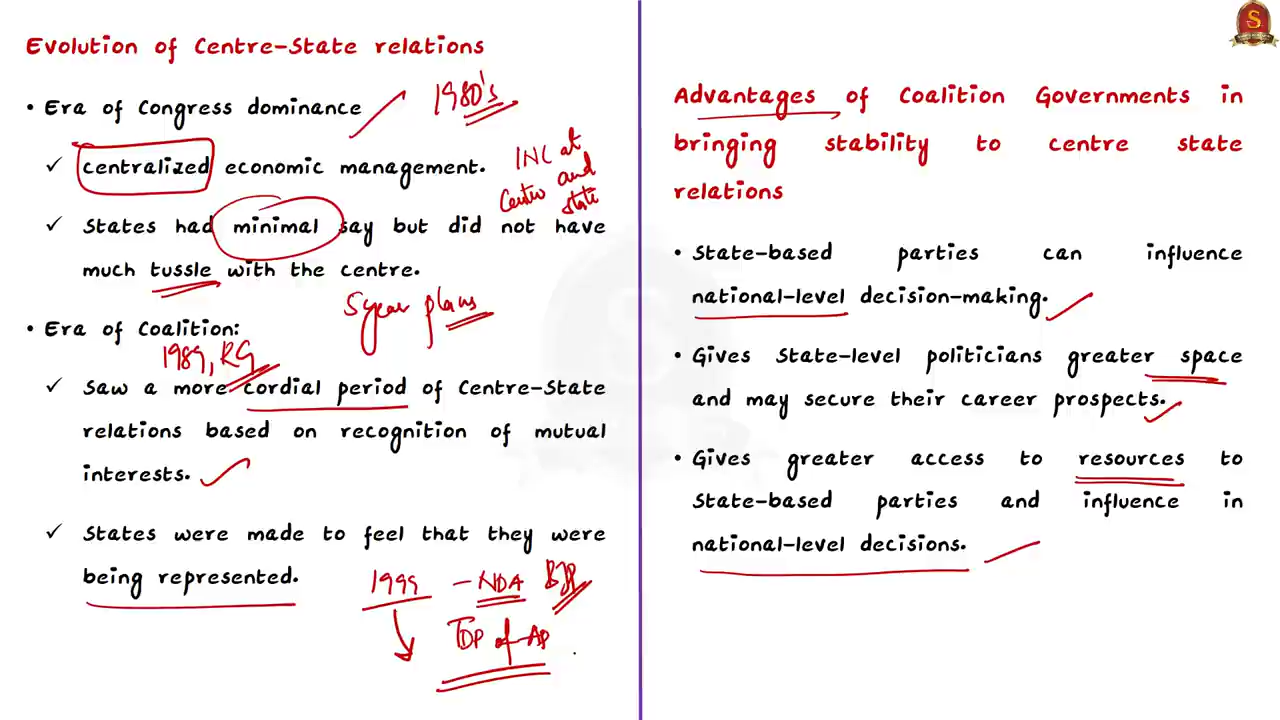 Evolution of Centre-State relations
• Era of Congress dominance
1980's
✓ centralized economic management.
INC at
Centre and
state
✓ States had minimal say but did not have
much tussle with the centre.
5 year plans
• Era of Coalition:
1989, RG
✓ Saw a more cordial period of Centre-State
relations based on recognition of mutual
interests.
✓ States were made to feel that they were
being represented.
1999 - NDA BJP
TDP of AP
Advantages of Coalition Governments in
bringing stability to centre state
relations
• State-based parties can influence
national-level decision-making.
• Gives State-level politicians greater space
and may secure their career prospects.
• Gives greater access to resources to
State-based parties and influence in
national-level decisions.
S